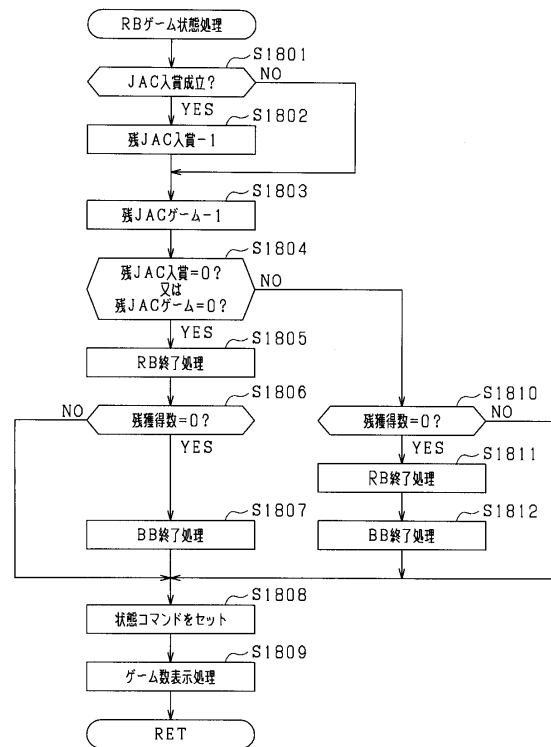 RBゲーム状態処理
S1801
JAC入賞成立?
NO
YES
S1802
残JAC入賞-1
S1803
残JACゲーム-1
S1804
残JAC入賞=0?
又は
残JACゲーム=0?
NO
YES
S1805
RB終了処理
S1806
NO
残獲得数=0?
YES
S1810
残獲得数=0?
NO
YES
S1811
RB終了処理
S1807
BB終了処理
S1812
BB終了処理
S1808
状態コマンドをセット
S1809
ゲーム数表示処理
RET